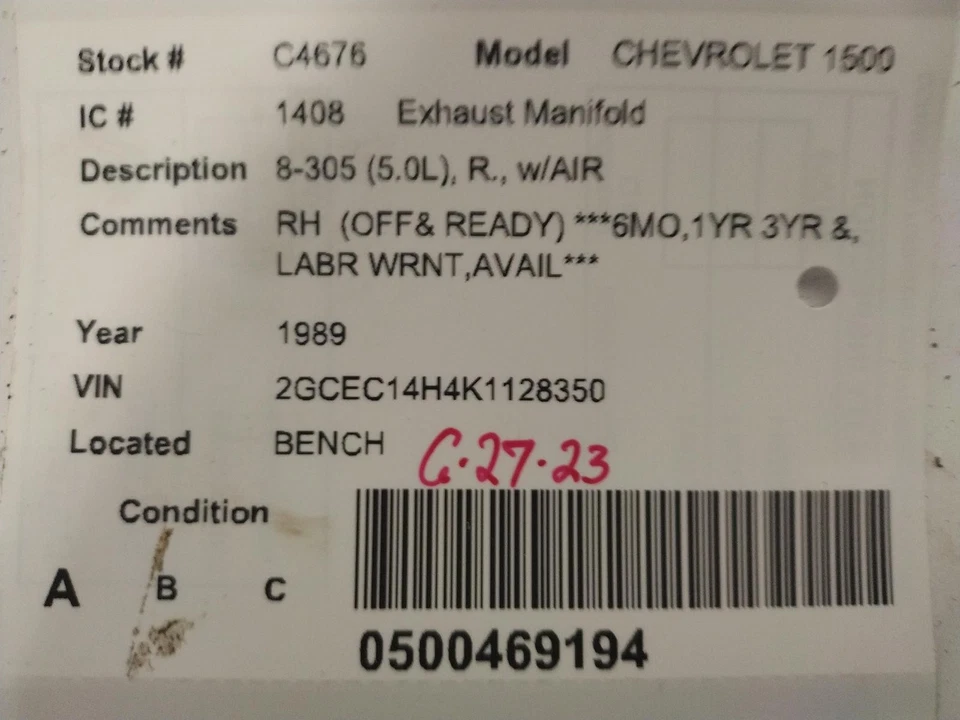 Stock # C4676 Model CHEVROLET 1500
IC # 1408 Exhaust Manifold
Description 8-305 (5.0L), R., w/AIR
Comments RH (OFF& READY) ***6MO,1YR 3YR &,
LABR WRNT,AVAIL***
Year 1989
VIN 2GCEC14H4K1128350
Located BENCH 6·27·23
Condition
A B C
0500469194